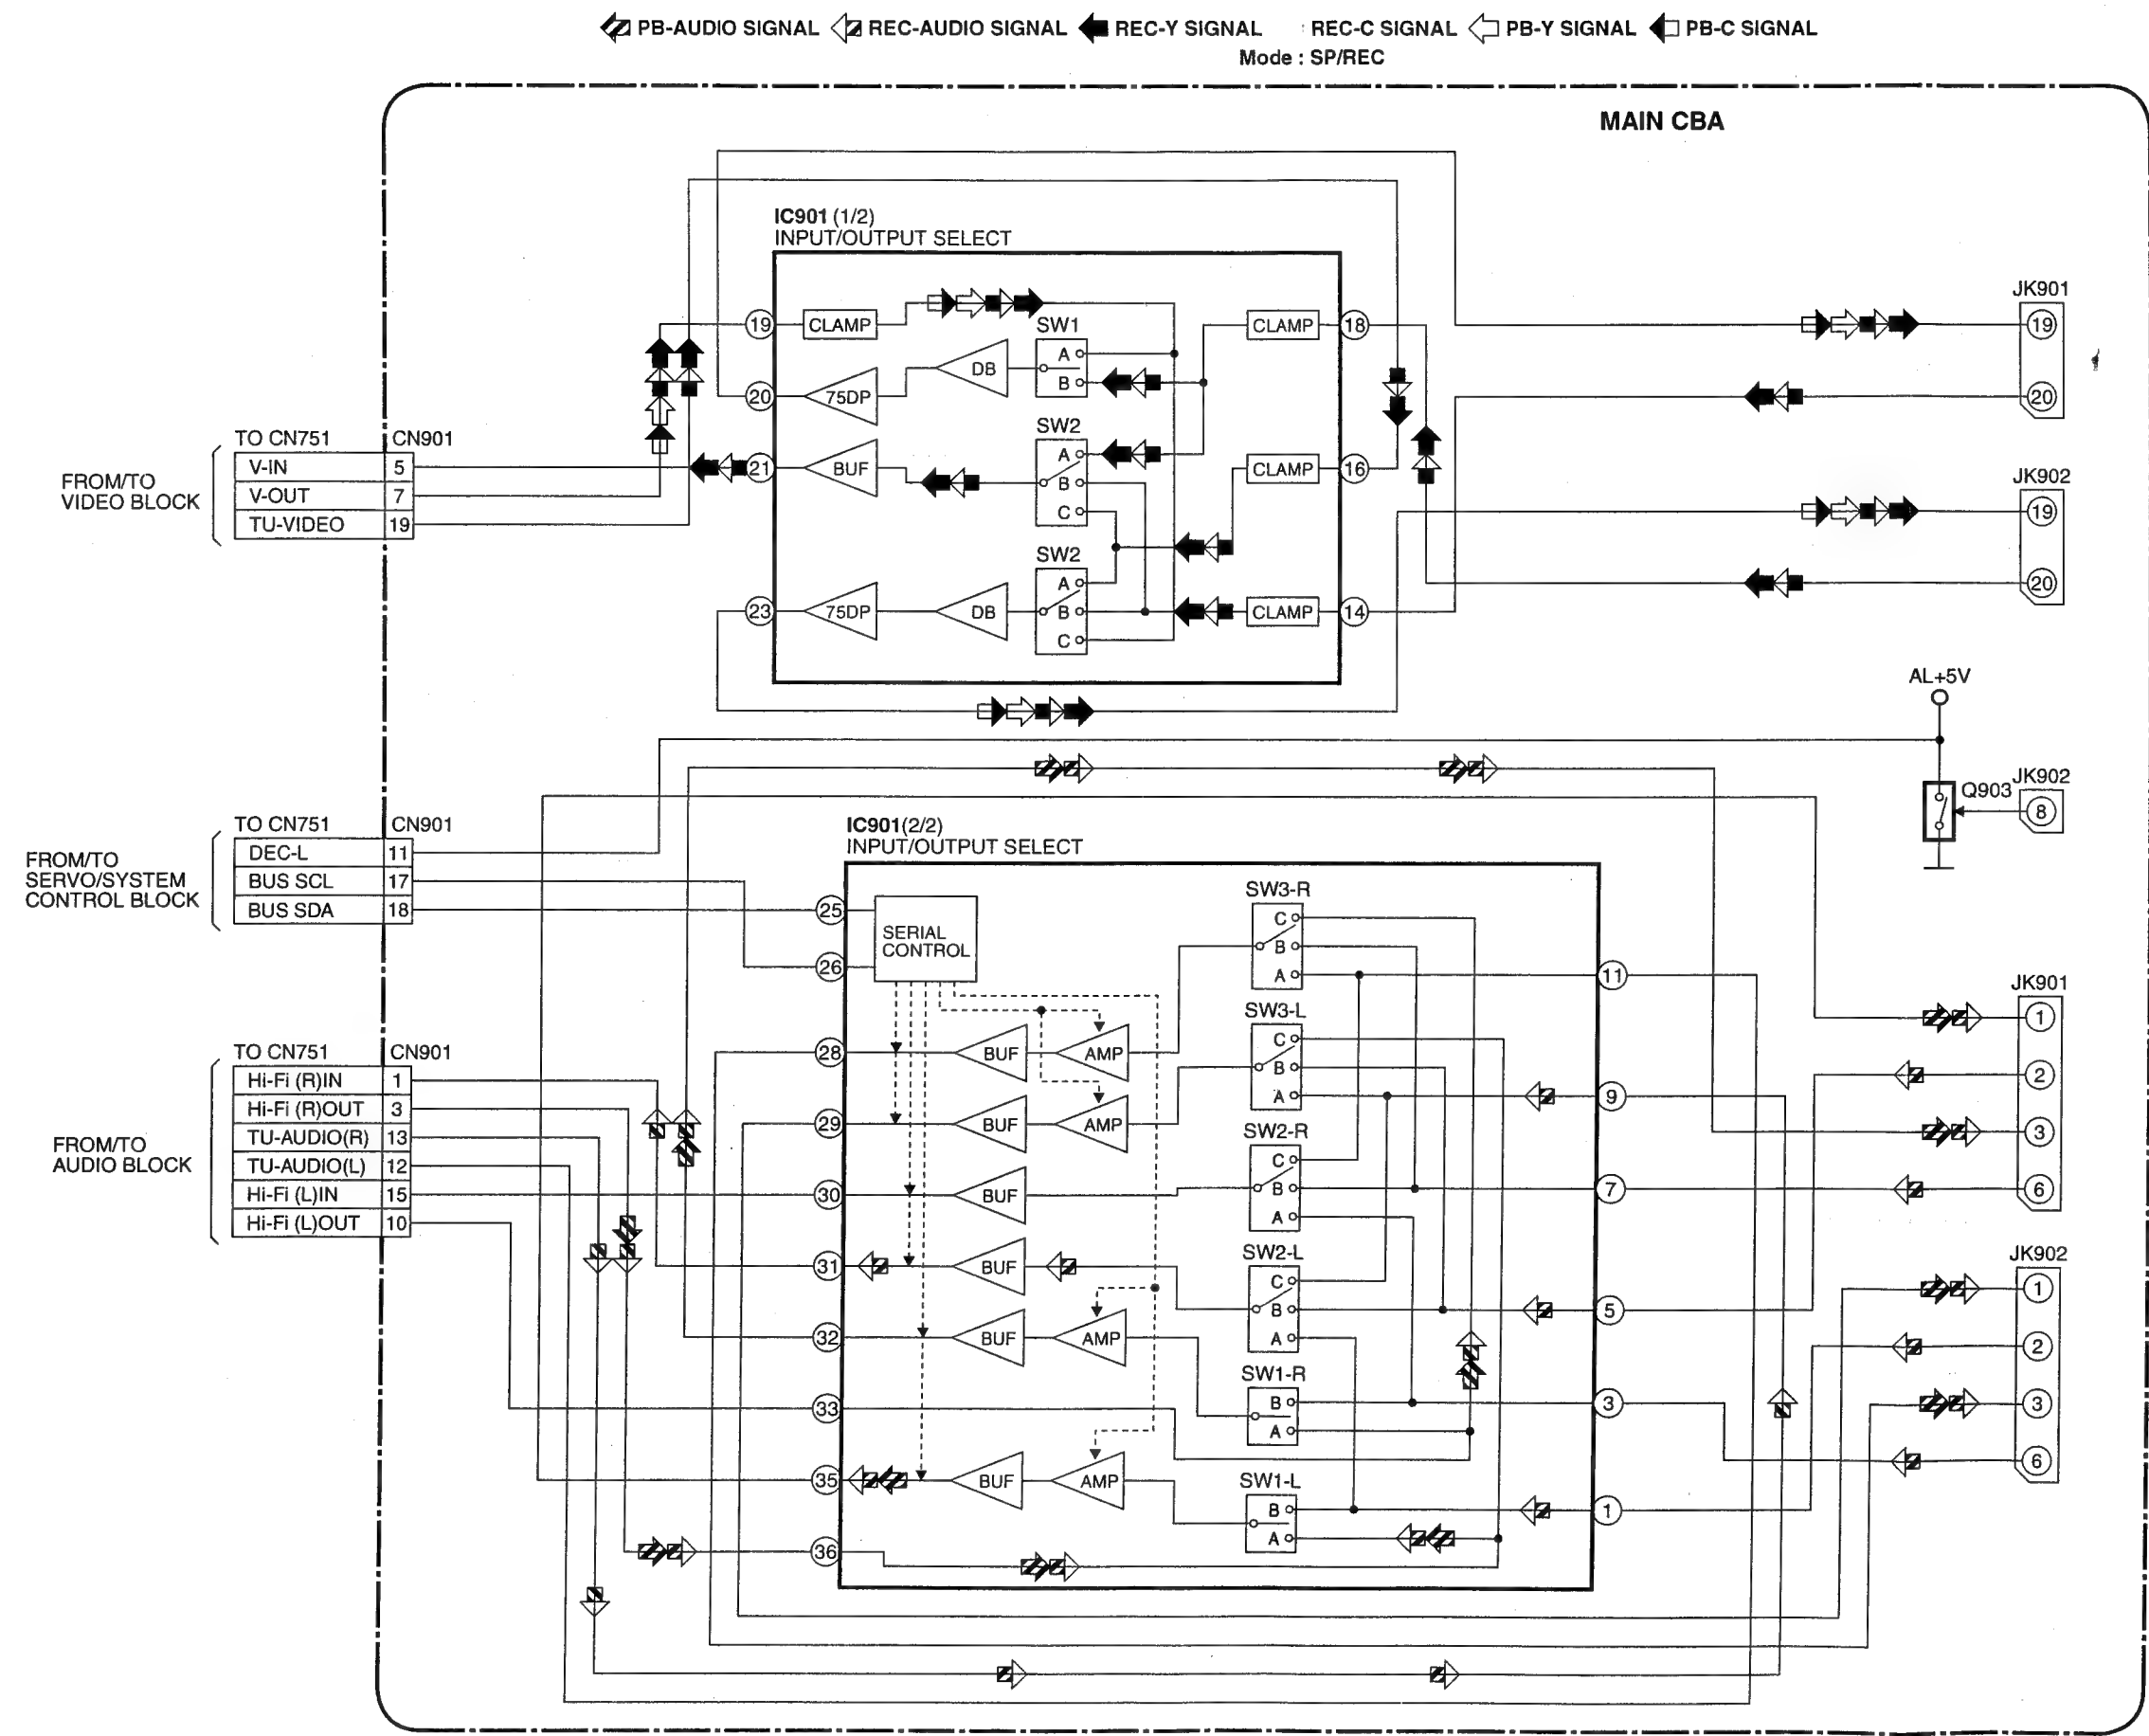 PB-AUDIO SIGNAL REC-AUDIO SIGNAL REC-Y SIGNAL REC-C SIGNAL PB-Y SIGNAL PB-C SIGNAL
Mode : SP/REC
MAIN CBA
IC901 (1/2)
INPUT/OUTPUT SELECT
19 CLAMP
SW1
A
B
DB
75DP
20
CLAMP 18
SW2
A
B
C
BUF
21
CLAMP 16
SW2
A
B
C
DB
75DP
23
CLAMP 14
JK901
19
20
JK902
19
20
TO CN751 CN901
FROM/TO
VIDEO BLOCK
V-IN 5
V-OUT 7
TU-VIDEO 19
AL+5V
Q903
JK902
8
TO CN751 CN901
FROM/TO
SERVO/SYSTEM
CONTROL BLOCK
DEC-L 11
BUS SCL 17
BUS SDA 18
IC901(2/2)
INPUT/OUTPUT SELECT
25
26
SERIAL
CONTROL
SW3-R
C
B
A
11
SW3-L
C
B
A
9
28 BUF AMP
29 BUF AMP
SW2-R
C
B
A
7
30 BUF
SW2-L
C
B
A
5
31 BUF
32 BUF AMP
SW1-R
B
A
3
33
SW1-L
B
A
1
35 BUF AMP
36
TO CN751 CN901
FROM/TO
AUDIO BLOCK
Hi-Fi (R)IN 1
Hi-Fi (R)OUT 3
TU-AUDIO(R) 13
TU-AUDIO(L) 12
Hi-Fi (L)IN 15
Hi-Fi (L)OUT 10
JK901
1
2
3
6
JK902
1
2
3
6